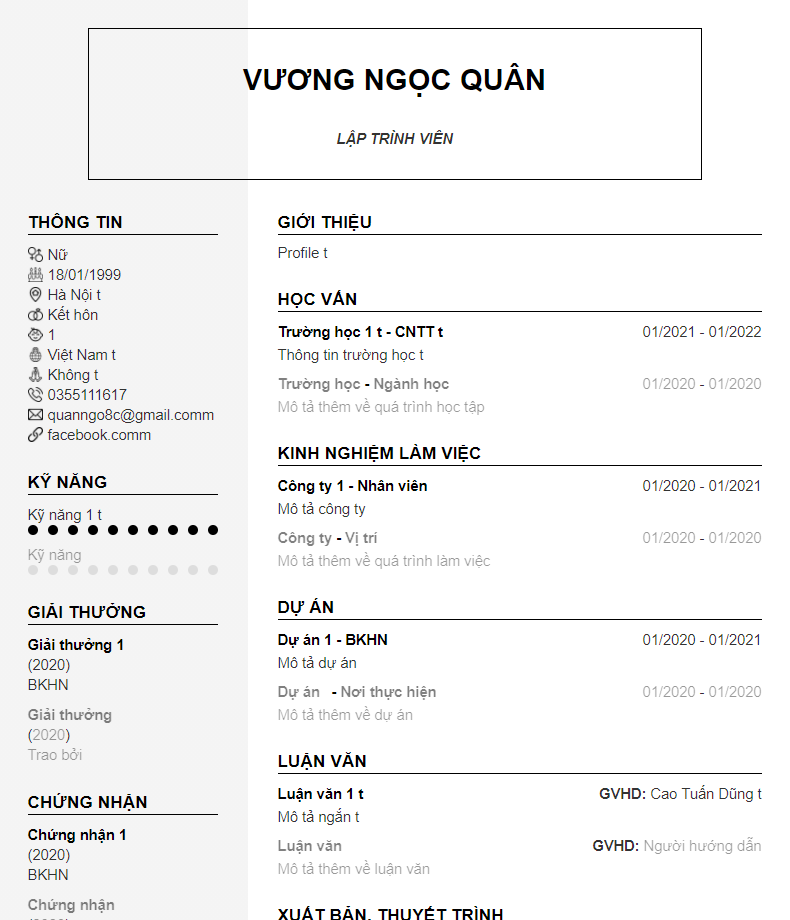 VƯƠNG NGỌC QUÂN
LẬP TRÌNH VIÊN
THÔNG TIN
Nữ
18/01/1999
Hà Nội t
Kết hôn
1
Việt Nam t
Không t
0355111617
quanngo8c@gmail.comm
facebook.comm
KỸ NĂNG
Kỹ năng 1 t
Kỹ năng
GIẢI THƯỞNG
Giải thưởng 1
(2020)
BKHN
Giải thưởng
(2020)
Trao bởi
CHỨNG NHẬN
Chứng nhận 1
(2020)
BKHN
Chứng nhận
GIỚI THIỆU
Profile t
HỌC VẤN
Trường học 1 t - CNTT t 01/2021 - 01/2022
Thông tin trường học t
Trường học - Ngành học 01/2020 - 01/2020
Mô tả thêm về quá trình học tập
KINH NGHIỆM LÀM VIỆC
Công ty 1 - Nhân viên 01/2020 - 01/2021
Mô tả công ty
Công ty - Vị trí 01/2020 - 01/2020
Mô tả thêm về quá trình làm việc
DỰ ÁN
Dự án 1 - BKHN 01/2020 - 01/2021
Mô tả dự án
Dự án - Nơi thực hiện 01/2020 - 01/2020
Mô tả thêm về dự án
LUẬN VĂN
Luận văn 1 t GVHD: Cao Tuấn Dũng t
Mô tả ngắn t
Luận văn GVHD: Người hướng dẫn
Mô tả thêm về luận văn
XUẤT BẢN, THUYẾT TRÌNH